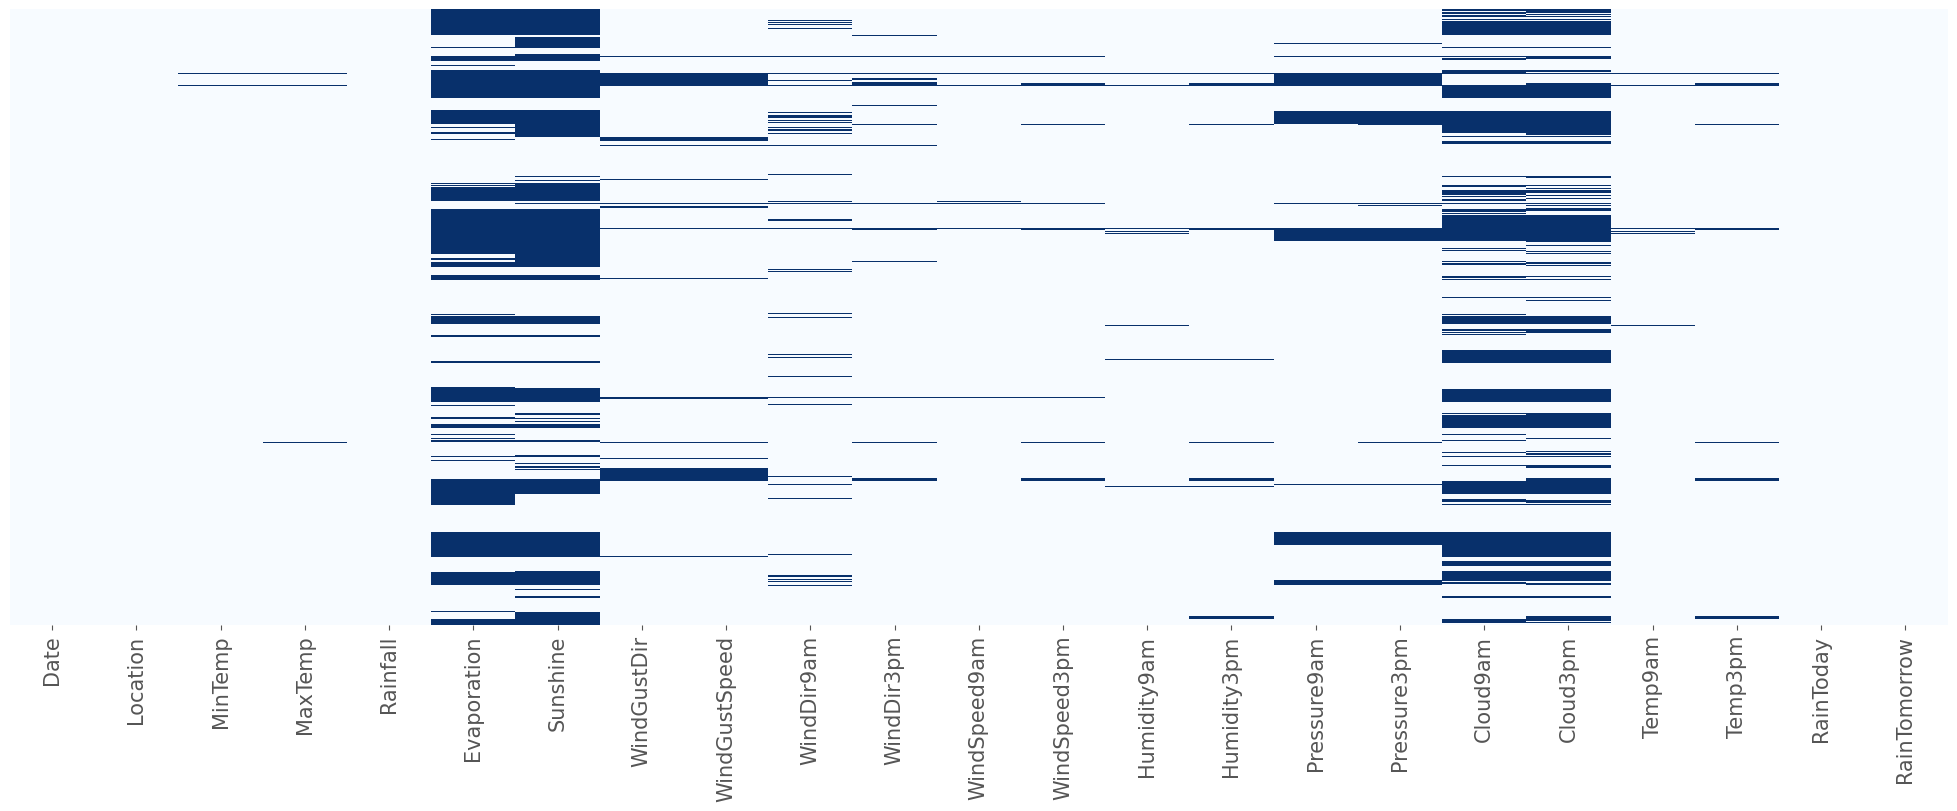 Date
Location
MinTemp
MaxTemp
Rainfall
Evaporation
Sunshine
WindGustDir
WindGustSpeed
WindDir9am
WindDir3pm
WindSpeed9am
WindSpeed3pm
Humidity9am
Humidity3pm
Pressure9am
Pressure3pm
Cloud9am
Cloud3pm
Temp9am
Temp3pm
RainToday
RainTomorrow